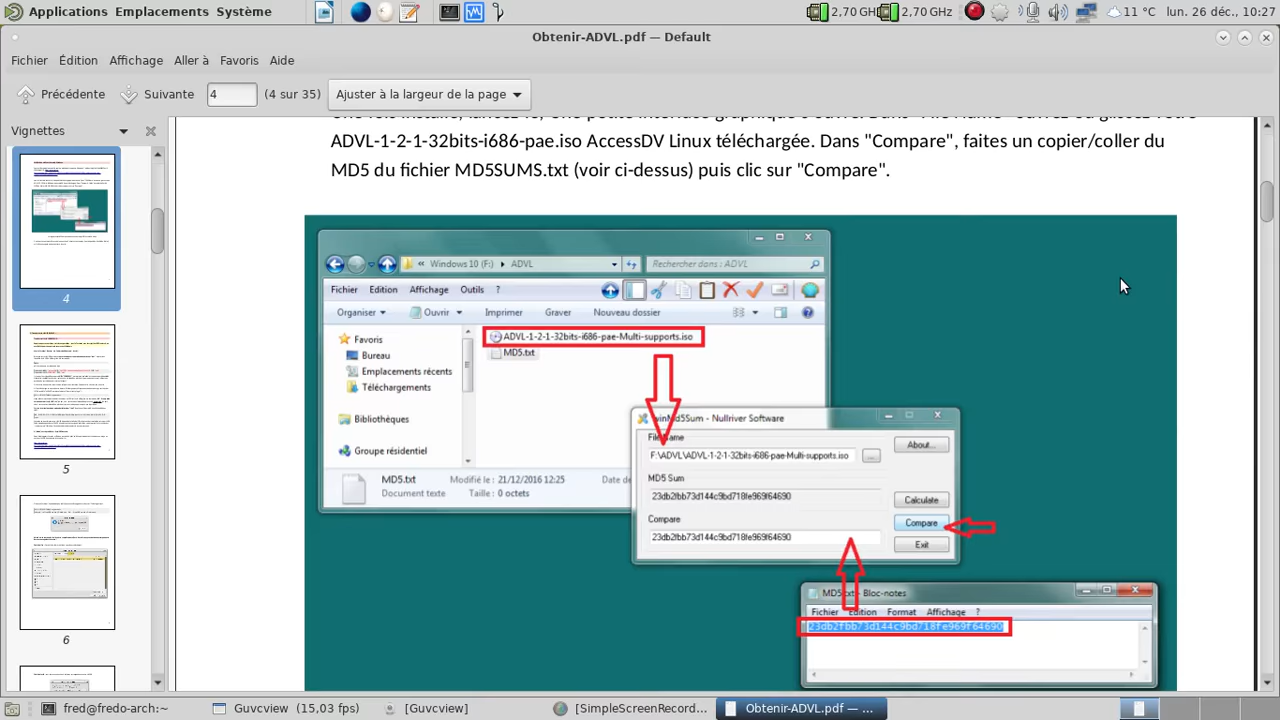 Applications Emplacements Système
2,70 GHz 2,70 GHz 11 °C lun. 26 déc., 10:27
Obtenir-ADVL.pdf — Default
Fichier Édition Affichage Aller à Favoris Aide
Précédente Suivante 4 (4 sur 35) Ajuster à la largeur de la page
Vignettes
4
5
6
ADVL-1-2-1-32bits-i686-pae.iso AccessDV Linux téléchargée. Dans "Compare", faites un copier/coller du
MD5 du fichier MD5SUMS.txt (voir ci-dessus) puis clic sur "Compare".
« Windows 10 (F:) ADVL Rechercher dans : ADVL
Fichier Edition Affichage Outils ?
Organiser Ouvrir Imprimer Graver Nouveau dossier
Favoris
Bureau
Emplacements récents
Téléchargements
Bibliothèques
Groupe résidentiel
ADVL-1-2-1-32bits-i686-pae-Multi-supports.iso
MD5.txt
MD5.txt Modifié le : 21/12/2016 12:25 Date de
Document texte Taille : 0 octets
winMd5Sum - Nullriver Software
File Name
F:\ADVL\ADVL-1-2-1-32bits-i686-pae-Multi-supports.iso ...
About...
MD5 Sum
23db2fbb73d144c9bd718fe969f64690
Calculate
Compare
23db2fbb73d144c9bd718fe969f64690
Compare
Exit
MD5.txt - Bloc-notes
Fichier Edition Format Affichage ?
23db2fbb73d144c9bd718fe969f64690
fred@fredo-arch:~ Guvcview (15,03 fps) [Guvcview] [SimpleScreenRecord... Obtenir-ADVL.pdf — ...